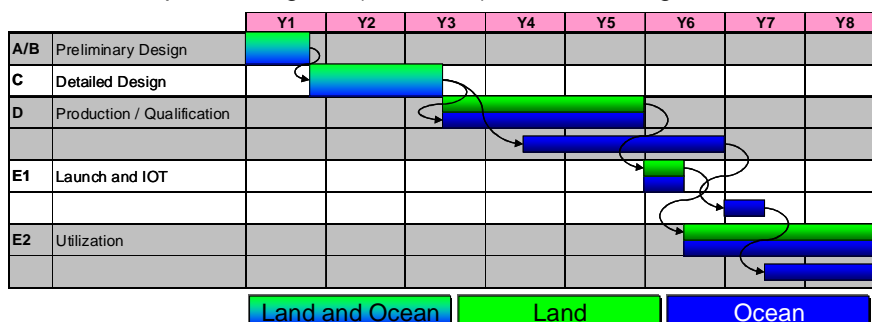 Y1 Y2 Y3 Y4 Y5 Y6 Y7 Y8
A/B Preliminary Design
C Detailed Design
D Production / Qualification
E1 Launch and IOT
E2 Utilization
Land and Ocean Land Ocean